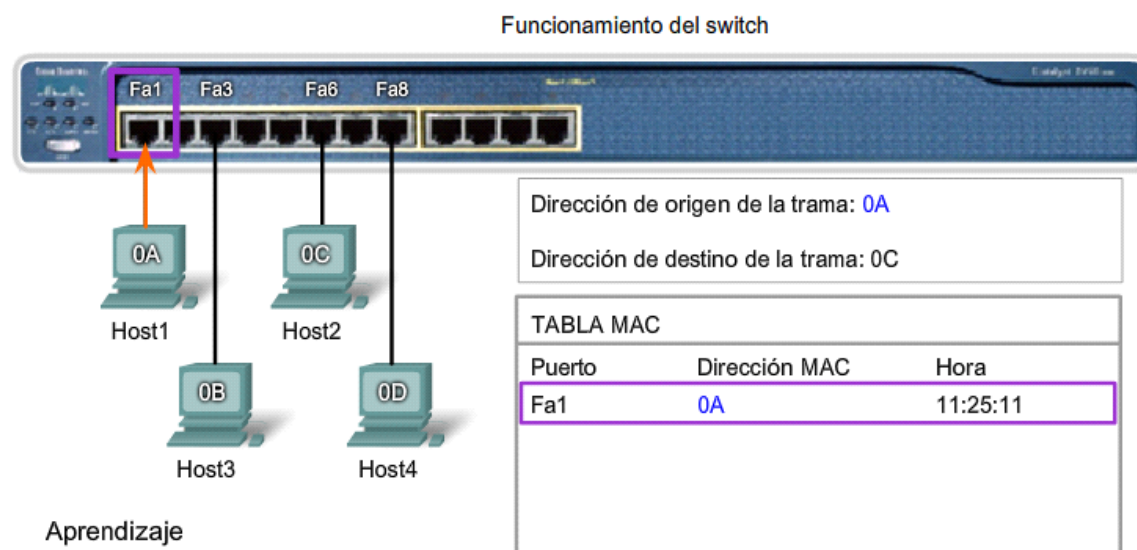 Funcionamiento del switch
Fa1 Fa3 Fa6 Fa8
Dirección de origen de la trama: 0A
0A 0C
Dirección de destino de la trama: 0C
Host1 Host2
TABLA MAC
Puerto Dirección MAC Hora
Fa1 0A 11:25:11
0B 0D
Host3 Host4
Aprendizaje